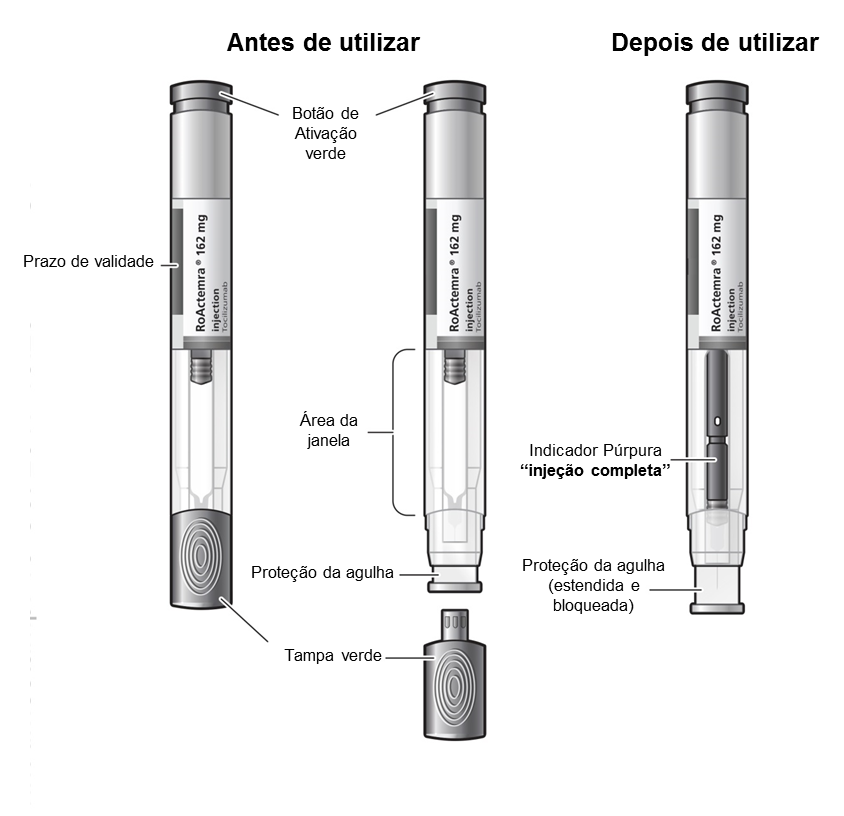 Antes de utilizar
Depois de utilizar
Botão de
Ativação
verde
Prazo de validade
RoActemra® 162 mg
injection
Tocilizumab
RoActemra® 162 mg
injection
Tocilizumab
RoActemra® 162 mg
injection
Tocilizumab
Área da
janela
Indicador Púrpura
“injeção completa”
Proteção da agulha
Proteção da agulha
(estendida e
bloqueada)
Tampa verde